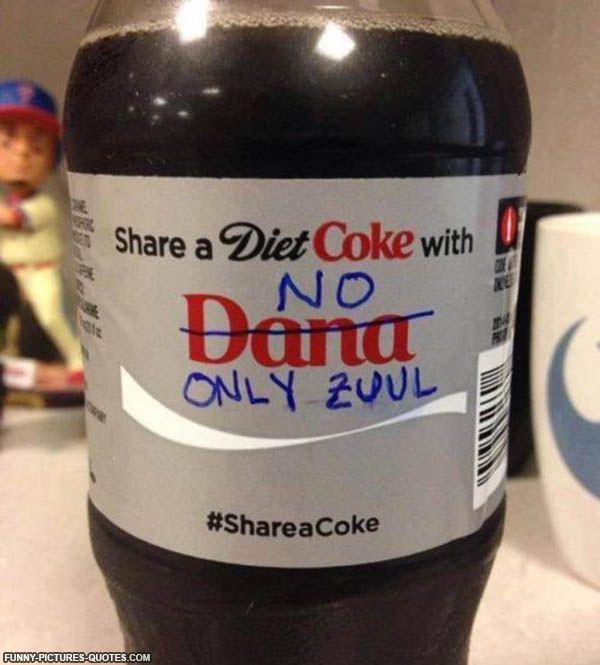 Share a Diet Coke with
NO
Dana
ONLY ZUUL
#ShareaCoke
FUNNY-PICTURES-QUOTES.COM